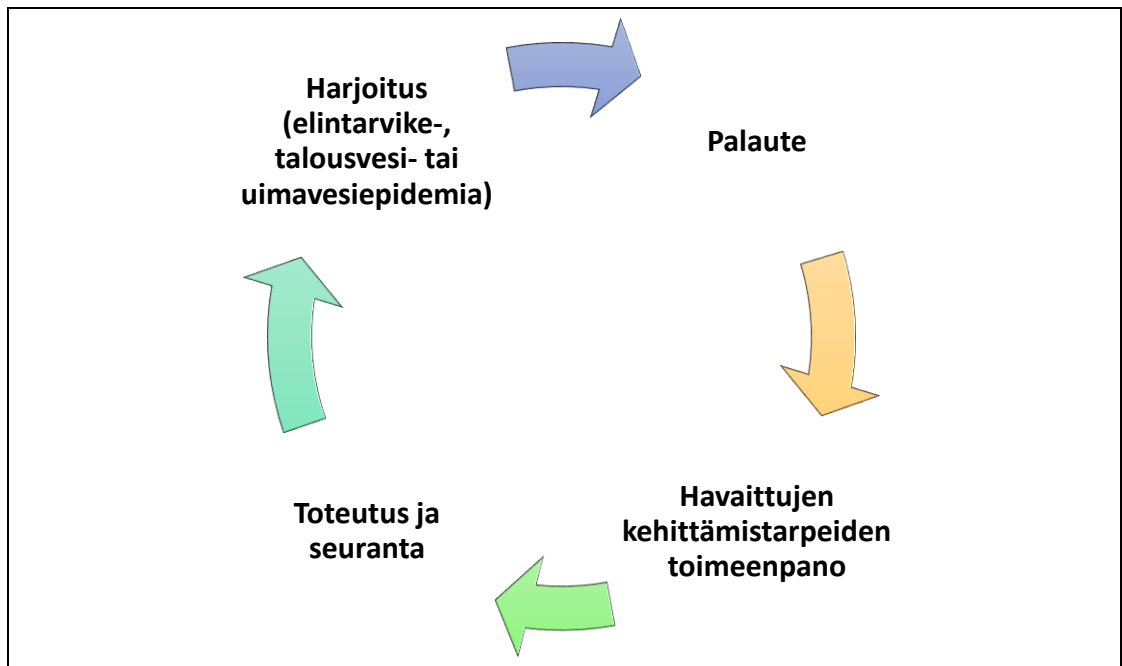 Harjoitus
(elintarvike-,
talousvesi- tai
uimavesiepidemia)
Palaute
Havaittujen
kehittämistarpeiden
toimeenpano
Toteutus ja
seuranta